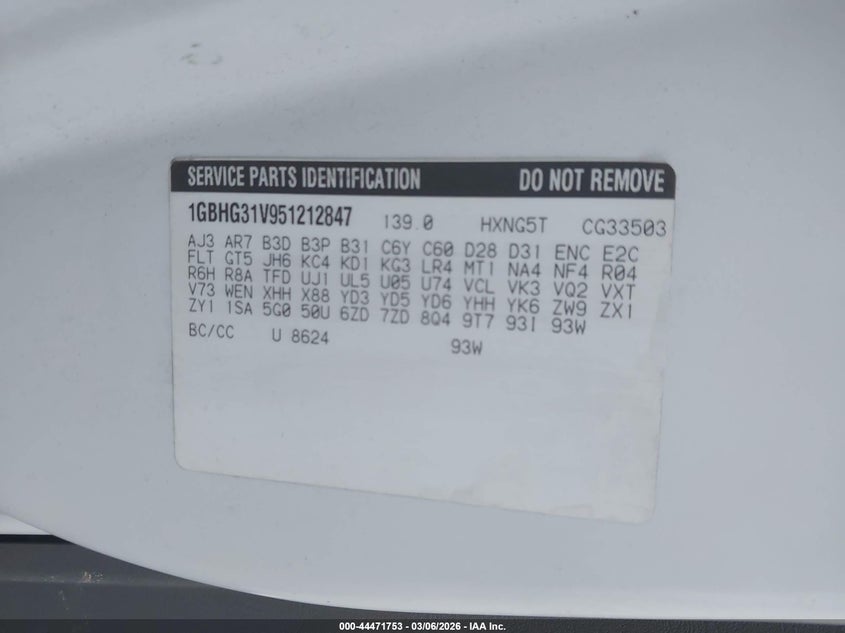 SERVICE PARTS IDENTIFICATION DO NOT REMOVE
1GBHG31V951212847 139.0 HXNG5T CG33503
AJ3 AR7 B3D B3P B31 C6Y C60 D28 D31 ENC E2C
FLT GT5 JH6 KC4 KD1 KG3 LR4 MT1 NA4 NF4 R04
R6H R8A TFD UJ1 UL5 U05 U74 VCL VK3 VQ2 VXT
V73 WEN XHH X88 YD3 YD5 YD6 YHH YK6 ZW9 ZX1
ZY1 1SA 5G0 50U 6ZD 7ZD 8Q4 9T7 93I 93W
BC/CC U 8624 93W
000-44471753 | 03/06/2026 - IAA Inc.